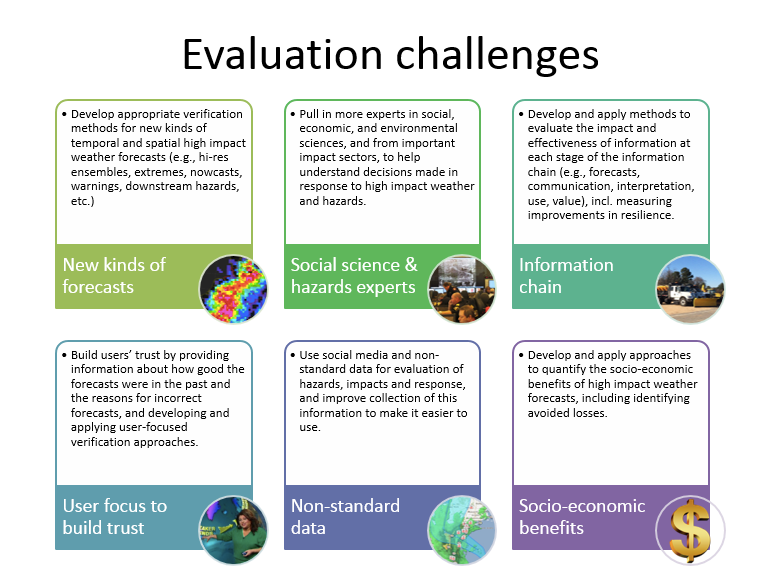 Evaluation challenges
• Develop appropriate verification
methods for new kinds of
temporal and spatial high impact
weather forecasts (e.g., hi-res
ensembles, extremes, nowcasts,
warnings, downstream hazards,
etc.)
New kinds of
forecasts
• Pull in more experts in social,
economic, and environmental
sciences, and from important
impact sectors, to help
understand decisions made in
response to high impact weather
and hazards.
Social science &
hazards experts
• Develop and apply methods to
evaluate the impact and
effectiveness of information at
each stage of the information
chain (e.g., forecasts,
communication, interpretation,
use, value), incl. measuring
improvements in resilience.
Information
chain
• Build users’ trust by providing
information about how good the
forecasts were in the past and
the reasons for incorrect
forecasts, and developing and
applying user-focused
verification approaches.
User focus to
build trust
• Use social media and non-
standard data for evaluation of
hazards, impacts and response,
and improve collection of this
information to make it easier to
use.
Non-standard
data
• Develop and apply approaches
to quantify the socio-economic
benefits of high impact weather
forecasts, including identifying
avoided losses.
Socio-economic
benefits
$